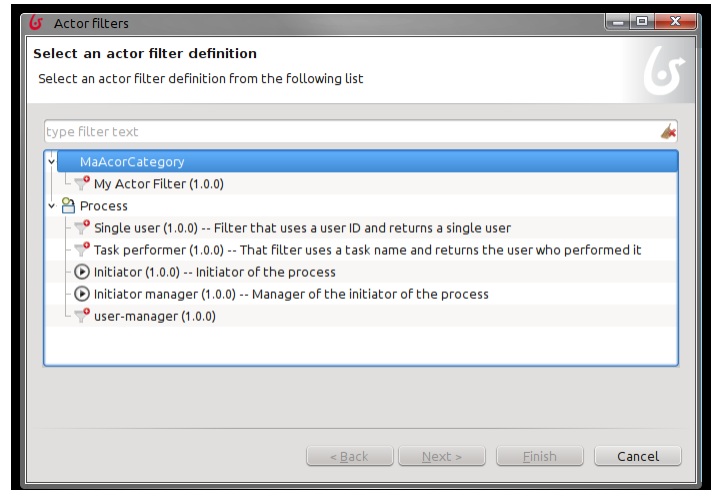 Actor filters
Select an actor filter definition
Select an actor filter definition from the following list
type filter text
MaAcorCategory
My Actor Filter (1.0.0)
Process
Single user (1.0.0) -- Filter that uses a user ID and returns a single user
Task performer (1.0.0) -- That filter uses a task name and returns the user who performed it
Initiator (1.0.0) -- Initiator of the process
Initiator manager (1.0.0) -- Manager of the initiator of the process
user-manager (1.0.0)
< Back Next > Finish Cancel